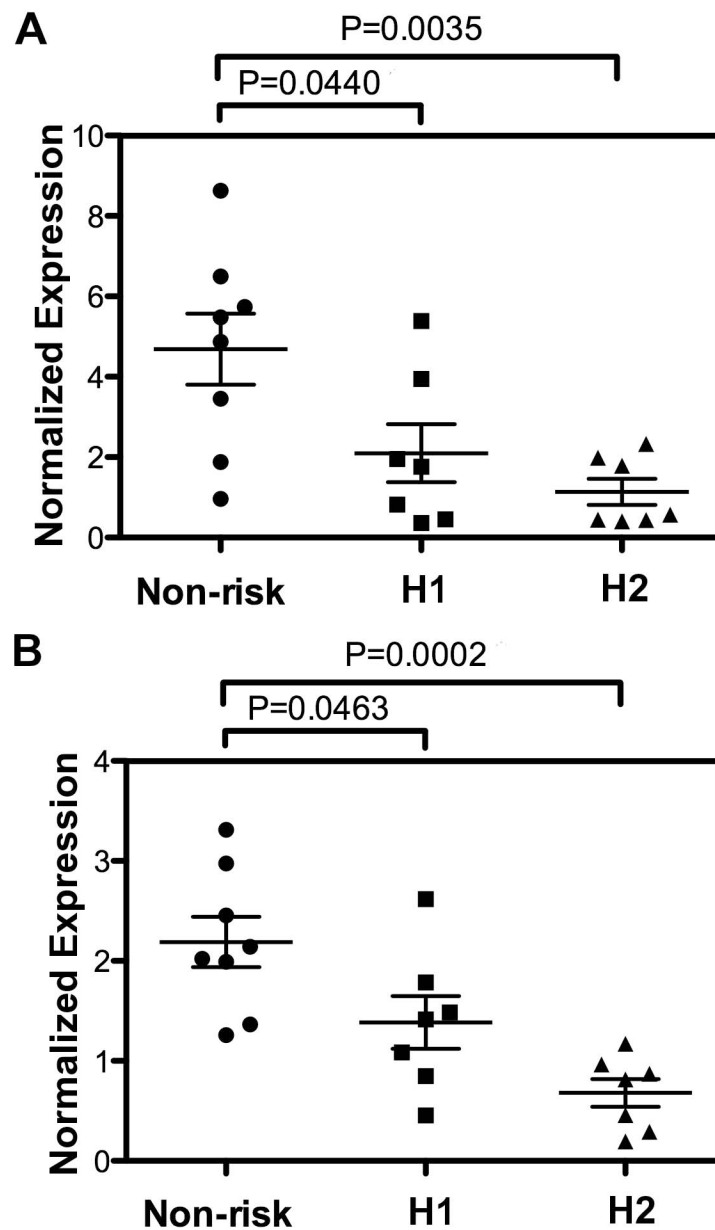 A
P=0.0035
P=0.0440
Normalized Expression
10
8
6
4
2
0
Non-risk H1 H2
B
P=0.0002
P=0.0463
Normalized Expression
4
3
2
1
0
Non-risk H1 H2